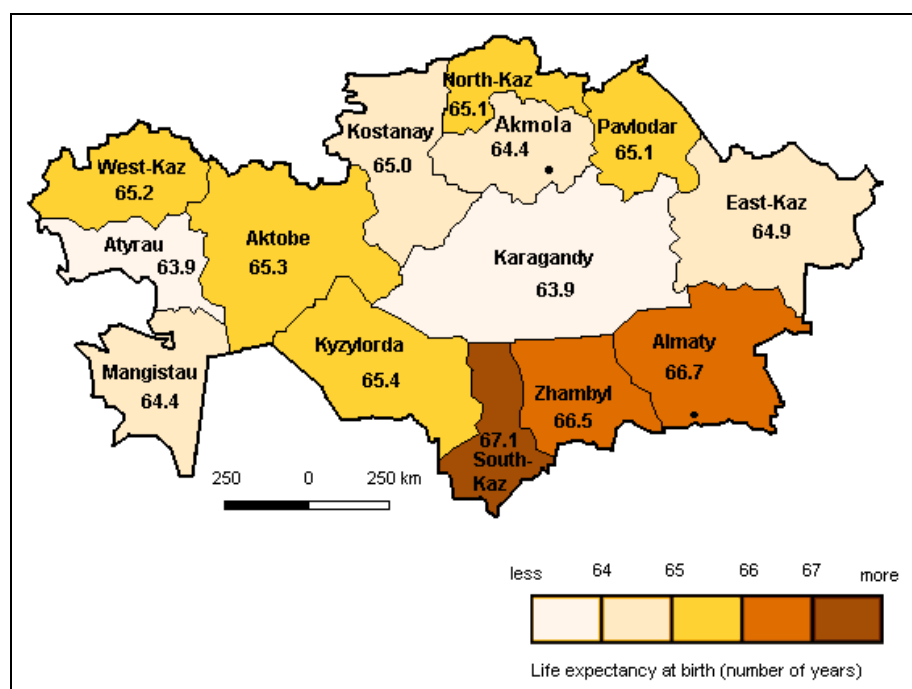 North-Kaz
65.1
Kostanay
65.0
Akmola
64.4
Pavlodar
65.1
West-Kaz
65.2
East-Kaz
64.9
Atyrau
63.9
Aktobe
65.3
Karagandy
63.9
Mangistau
64.4
Kyzylorda
65.4
Almaty
66.7
Zhambyl
66.5
67.1
South-
Kaz
250 0 250 km
less 64 65 66 67 more
Life expectancy at birth (number of years)